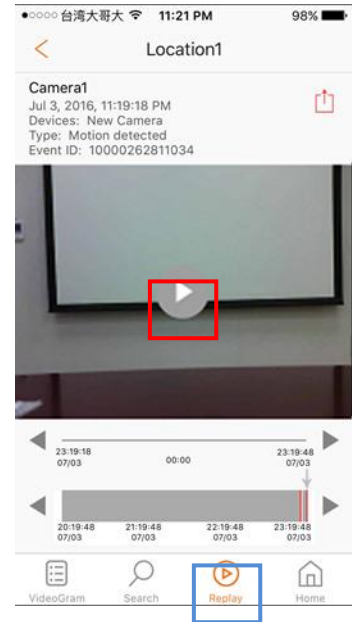 台湾大哥大 11:21 PM 98%
Location1
Camera1
Jul 3, 2016, 11:19:18 PM
Devices: New Camera
Type: Motion detected
Event ID: 10000262811034
23:19:18 00:00 23:19:48
07/03 07/03
20:19:48 21:19:48 22:19:48 23:19:48
07/03 07/03 07/03 07/03
VideoGram Search Replay Home